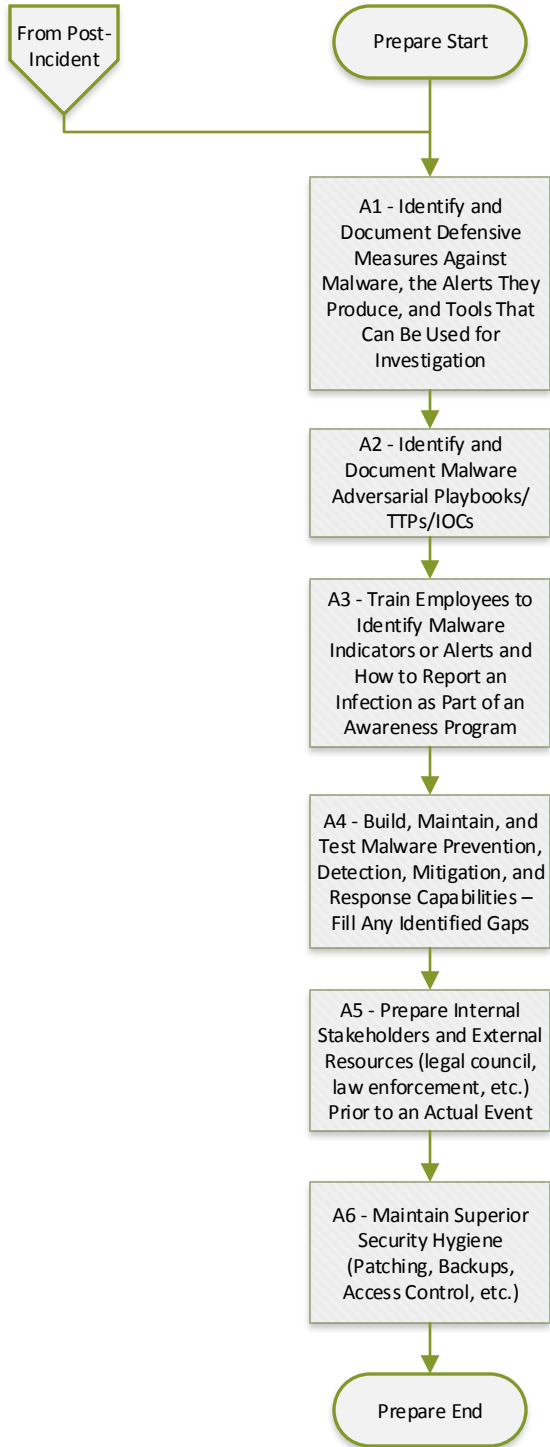 From Post-
Incident
Prepare Start
A1 - Identify and
Document Defensive
Measures Against
Malware, the Alerts They
Produce, and Tools That
Can Be Used for
Investigation
A2 - Identify and
Document Malware
Adversarial Playbooks/
TTPs/IOCs
A3 - Train Employees to
Identify Malware
Indicators or Alerts and
How to Report an
Infection as Part of an
Awareness Program
A4 - Build, Maintain, and
Test Malware Prevention,
Detection, Mitigation, and
Response Capabilities –
Fill Any Identified Gaps
A5 - Prepare Internal
Stakeholders and External
Resources (legal council,
law enforcement, etc.)
Prior to an Actual Event
A6 - Maintain Superior
Security Hygiene
(Patching, Backups,
Access Control, etc.)
Prepare End